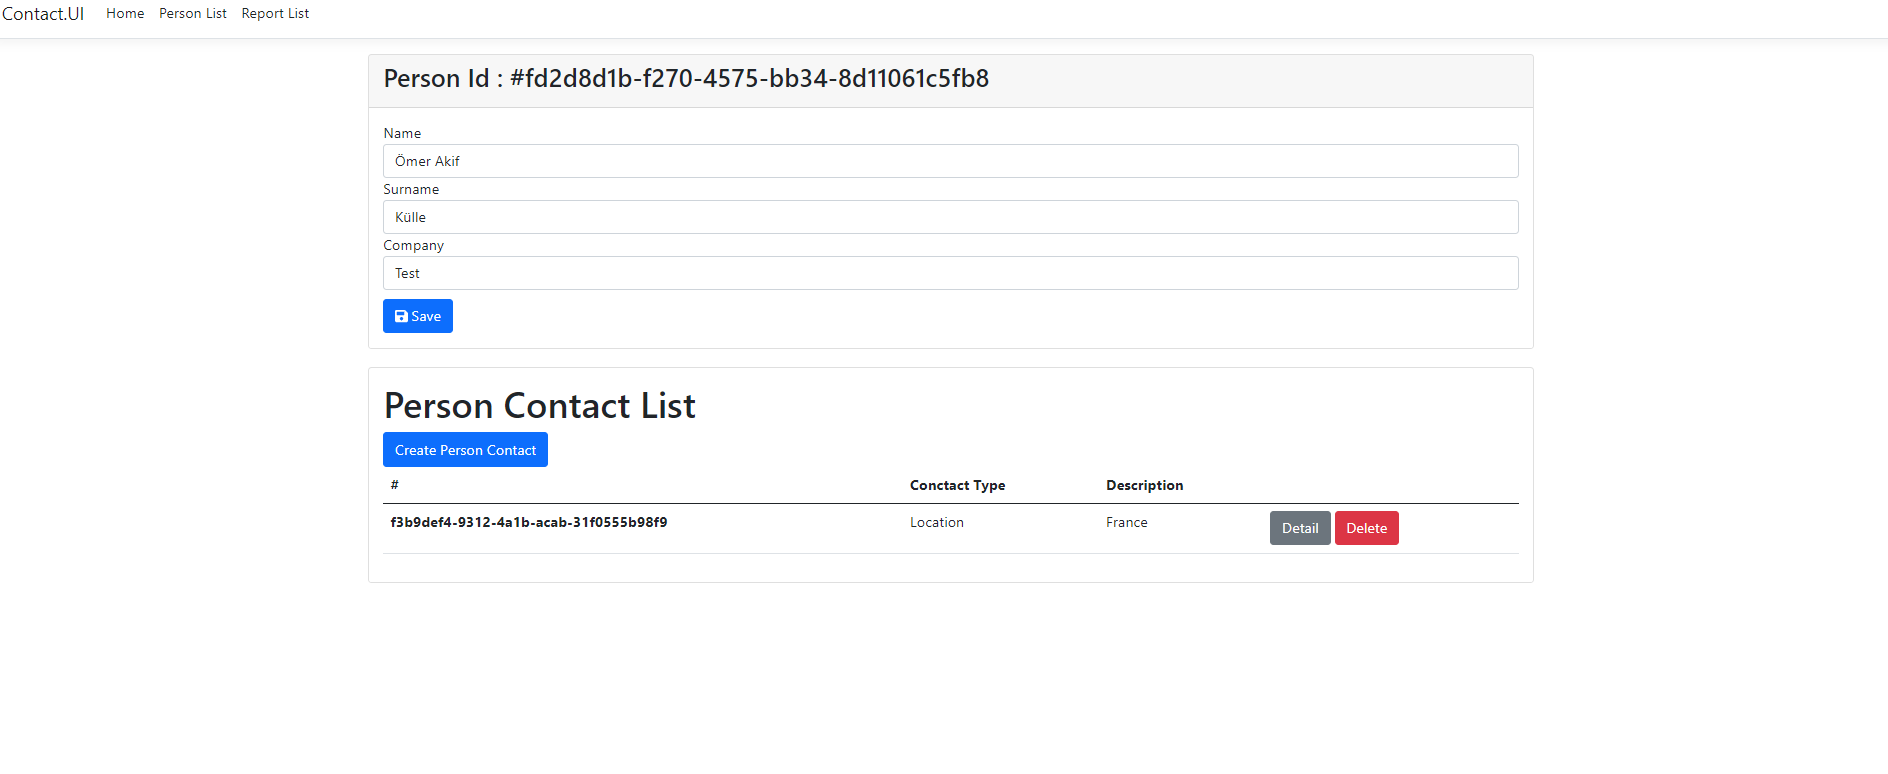 Contact.UI Home Person List Report List
Person Id : #fd2d8d1b-f270-4575-bb34-8d11061c5fb8
Name
Ömer Akif
Surname
Külle
Company
Test
Save
Person Contact List
Create Person Contact
# Conctact Type Description
f3b9def4-9312-4a1b-acab-31f0555b98f9 Location France Detail Delete